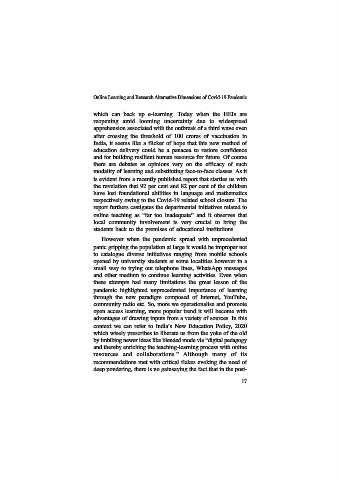 Online Learning and Research Alternative Dimensions of Covid-19 Pandemic
which can back up e-learning. Today when the HEIs are
reopening amid looming uncertainty due to widespread
apprehension associated with the outbreak of a third wave even
after crossing the threshold of 100 crores of vaccination in
India, it seems like a flicker of hope that this new method of
education delivery could be a panacea to restore confidence
and for building resilient human resource for future. Of course
there are debates as opinions vary on the efficacy of such
modality of learning and substituting face-to-face classes. As it
is evident from a recently published report that startles us with
the revelation that 92 per cent and 82 per cent of the children
have lost foundational abilities in language and mathematics
respectively owing to the Covid-19 related school closure. The
report further castigates the departmental initiatives related to
online teaching as "far too inadequate" and it observes that
local community involvement is very crucial to bring the
students back to the premises of educational institutions.
However when the pandemic spread with unprecedented
panic gripping the population at large it would be improper not
to catalogue diverse initiatives ranging from mobile schools
opened by university students at some localities however in a
small way to trying out telephone lines, WhatsApp messages
and other medium to continue learning activities. Even when
these attempts had many limitations the great lesson of the
pandemic highlighted unprecedented importance of learning
through the new paradigm composed of Internet, YouTube,
community radio etc. So, more we operationalise and promote
open access learning, more popular trend it will become with
advantages of drawing inputs from a variety of sources. In this
context we can refer to India's New Education Policy, 2020
which wisely prescribes to liberate us from the yoke of the old
by imbibing newer ideas like blended mode via "digital pedagogy
and thereby enriching the teaching-learning process with online
resources and collaborations." Although many of its
recommendations met with critical flakes evoking the need of
deep pondering, there is no gainsaying the fact that in the post-
17